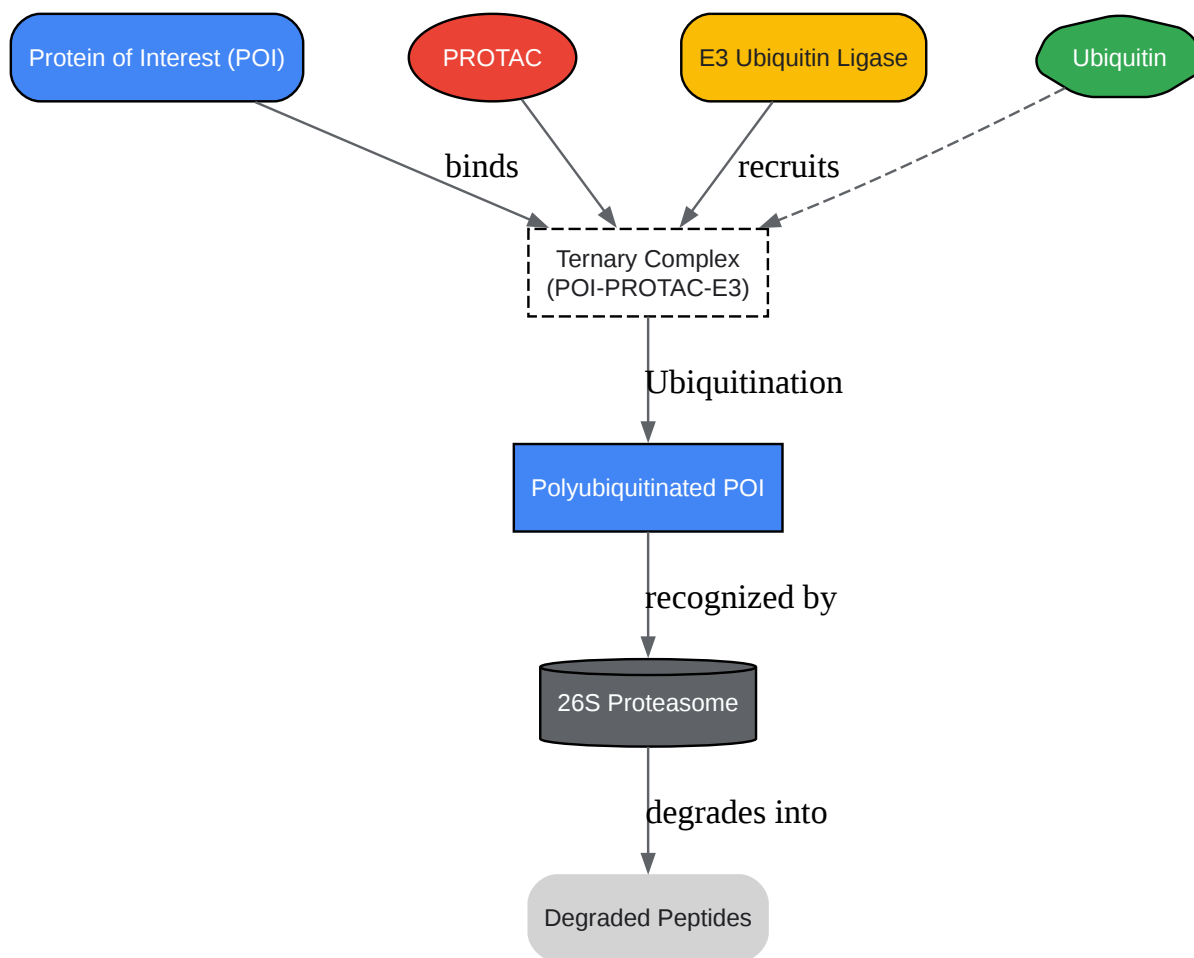 Protein of Interest (POI)
PROTAC
E3 Ubiquitin Ligase
Ubiquitin
binds
recruits
Ternary Complex
(POI-PROTAC-E3)
Ubiquitination
Polyubiquitinated POI
recognized by
26S Proteasome
degrades into
Degraded Peptides